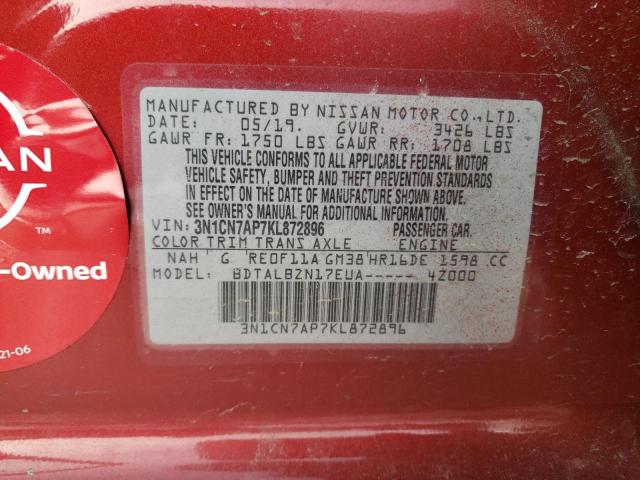 MANUFACTURED BY NISSAN MOTOR CO.,LTD.
DATE: 05/19. GVWR: 3426 LBS
GAWR FR: 1750 LBS GAWR RR: 1708 LBS
THIS VEHICLE CONFORMS TO ALL APPLICABLE FEDERAL MOTOR
VEHICLE SAFETY, BUMPER AND THEFT PREVENTION STANDARDS
IN EFFECT ON THE DATE OF MANUFACTURE SHOWN ABOVE.
SEE OWNER'S MANUAL FOR ADDITIONAL INFORMATION.
VIN: 3N1CN7AP7KL872896 PASSENGER CAR.
COLOR TRIM TRANS AXLE ENGINE
NAH G RE0F11A GM38 HR16DE 1598 CC
MODEL: BDTALBZN17EUA----- 42000
3N1CN7AP7KL872896
SAN
TM
-Owned
21-06